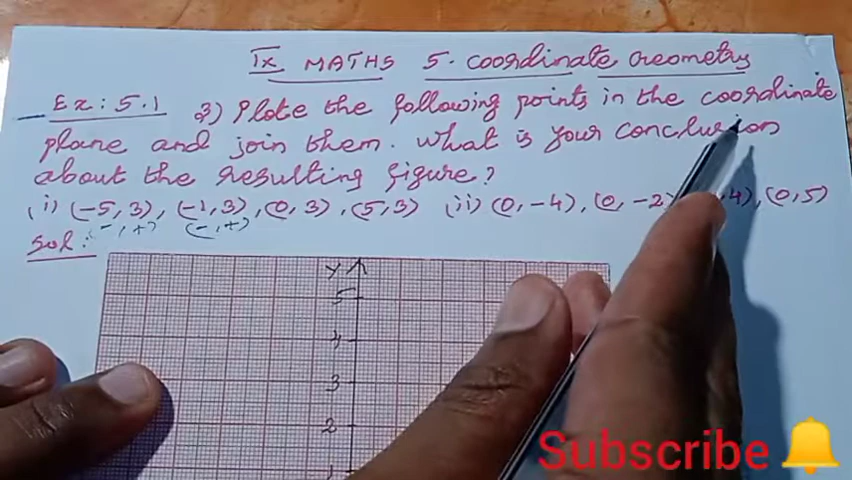 IX MATHS 5. Coordinate Geometry
Ex: 5.1 3) Plote the following points in the coordinate
plane and join them. what is your conclusion
about the resulting figure?
(i) (-5, 3), (-1, 3), (0, 3), (5, 3) (ii) (0, -4), (0, -2), 4), (0, 5)
-, + (-, +)
Sol:
Y
5
4
3
2
1
Subscribe